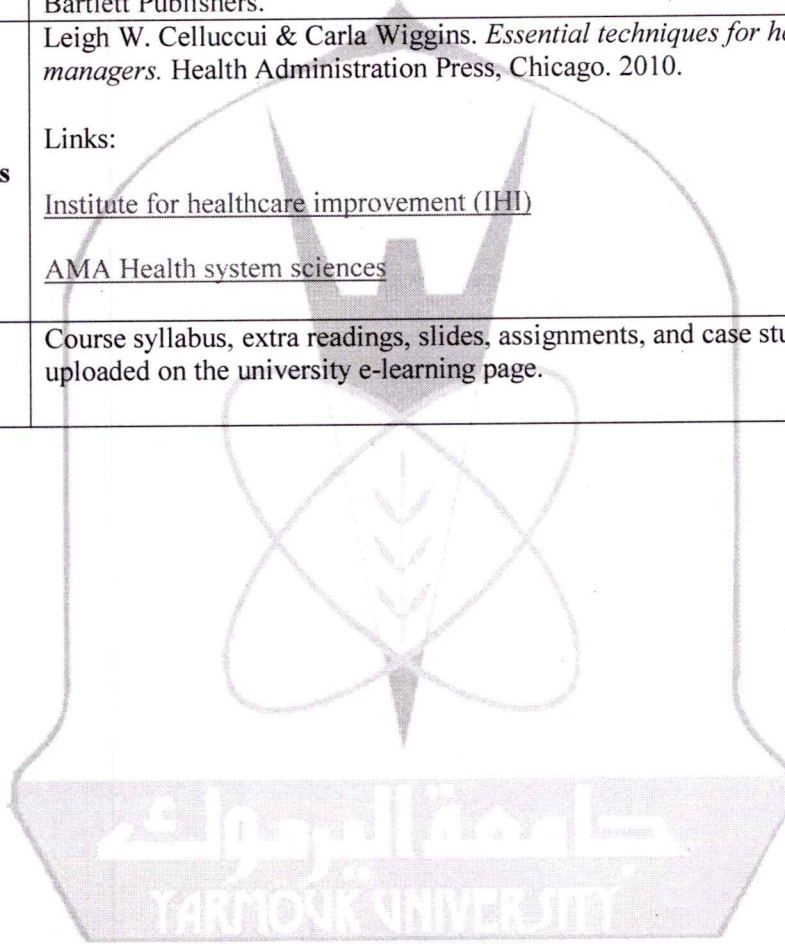 Bartlett Publishers.
Leigh W. Celluccui & Carla Wiggins. Essential techniques for he
managers. Health Administration Press, Chicago. 2010.
Links:
s
Institute for healthcare improvement (IHI)
AMA Health system sciences
Course syllabus, extra readings, slides, assignments, and case stu
uploaded on the university e-learning page.
جامعة اليرموك
YARMOUK UNIVERSITY